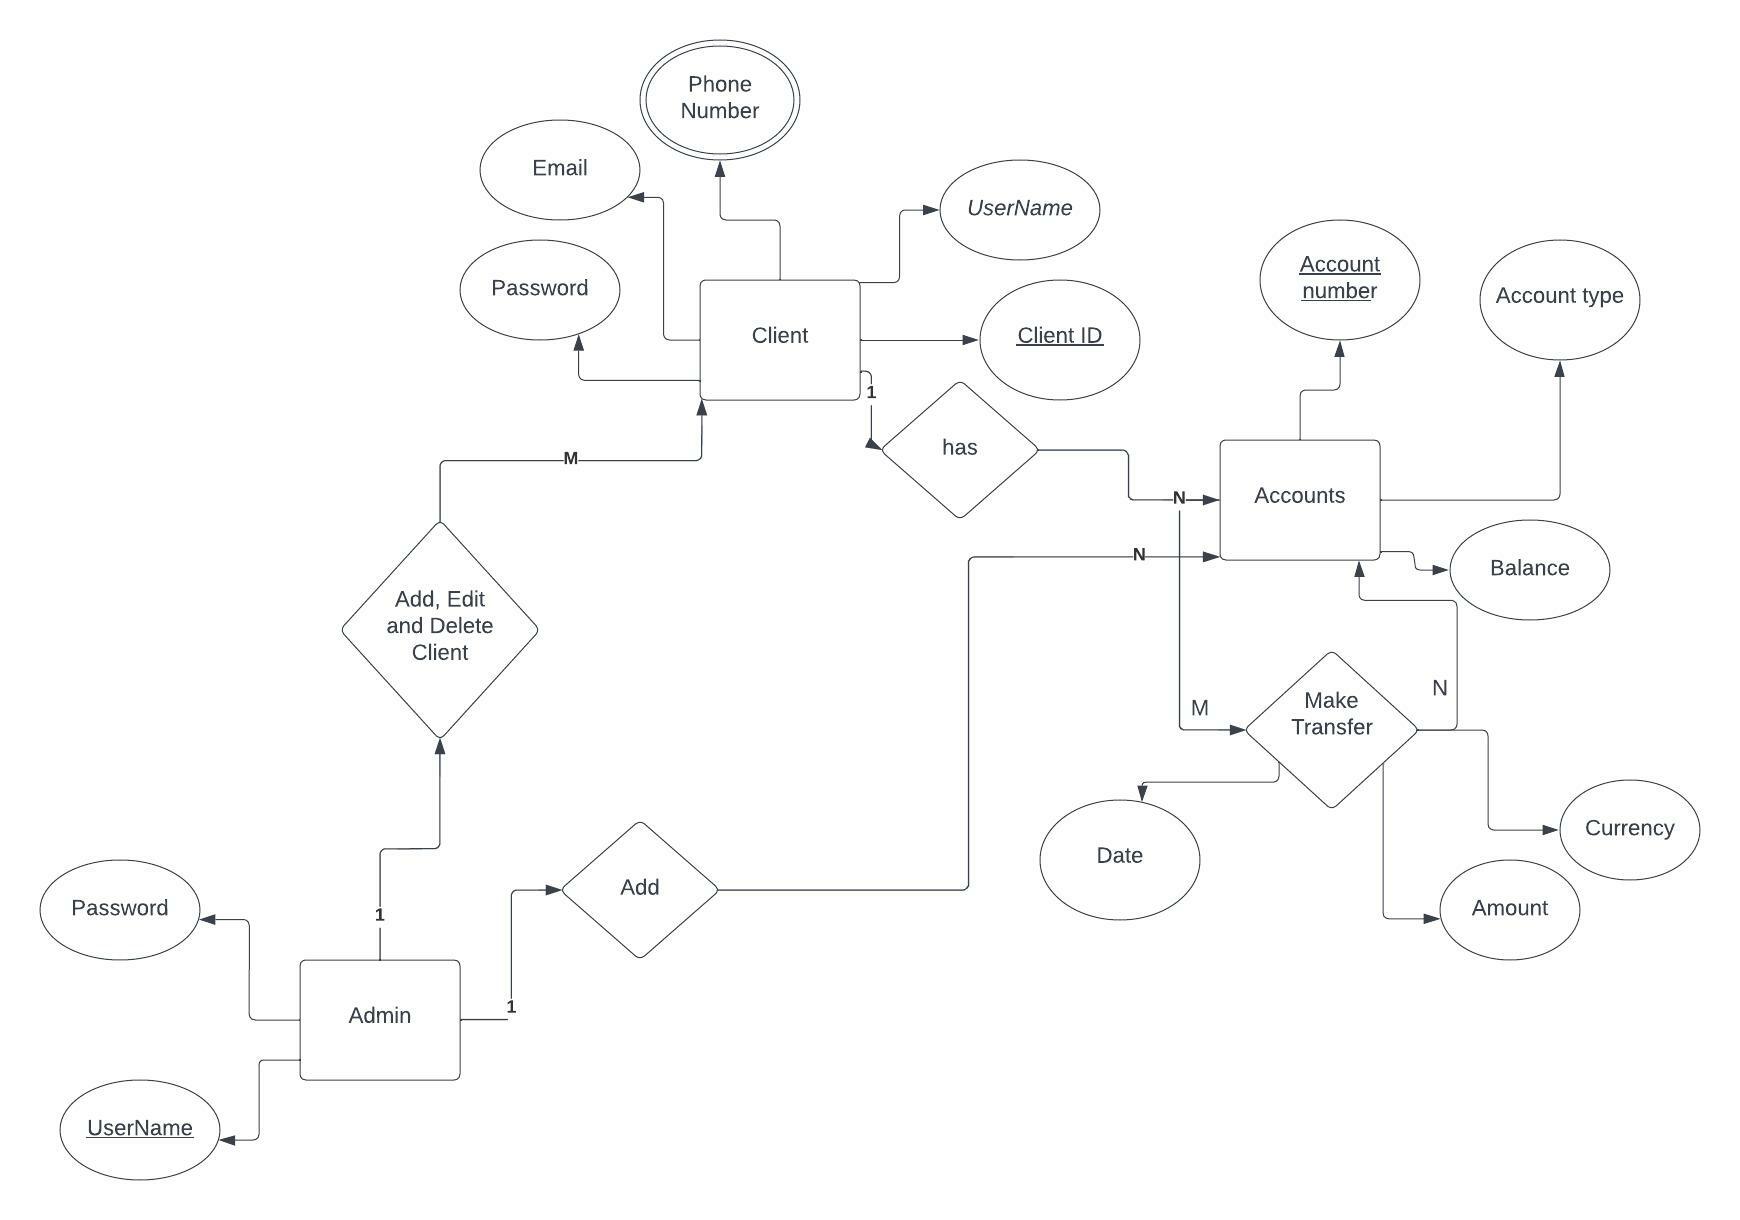 Phone
Number
Email
UserName
Password
Client
Client ID
Account
number
Account type
1
has
M
N
Accounts
N
Balance
Add, Edit
and Delete
Client
N
M
Make
Transfer
Currency
Date
Add
Amount
Password
1
1
Admin
UserName